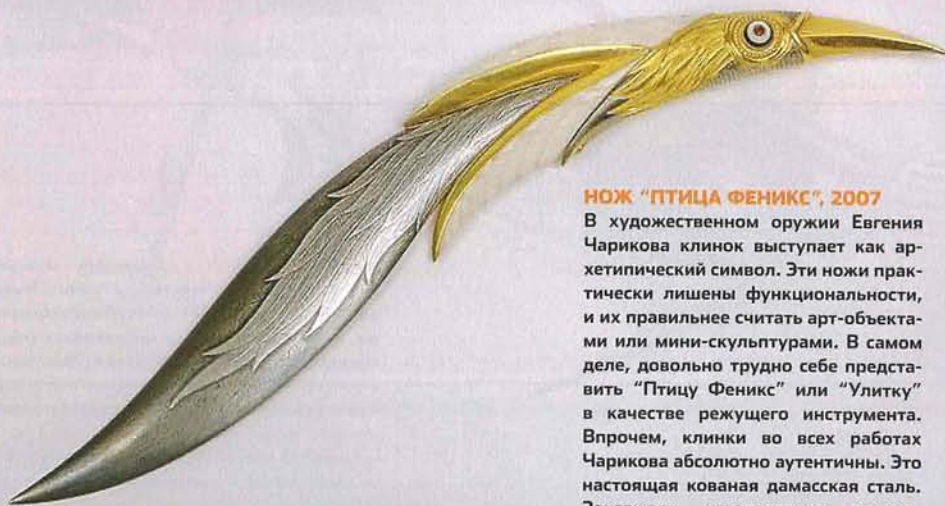 НОЖ "ПТИЦА ФЕНИКС", 2007
В художественном оружии Евгения
Чарикова клинок выступает как ар-
хетипический символ. Эти ножи прак-
тически лишены функциональности,
и их правильнее считать арт-объекта-
ми или мини-скульптурами. В самом
деле, довольно трудно себе предста-
вить "Птицу Феникс" или "Улитку"
в качестве режущего инструмента.
Впрочем, клинки во всех работах
Чарикова абсолютно аутентичны. Это
настоящая кованая дамасская сталь.